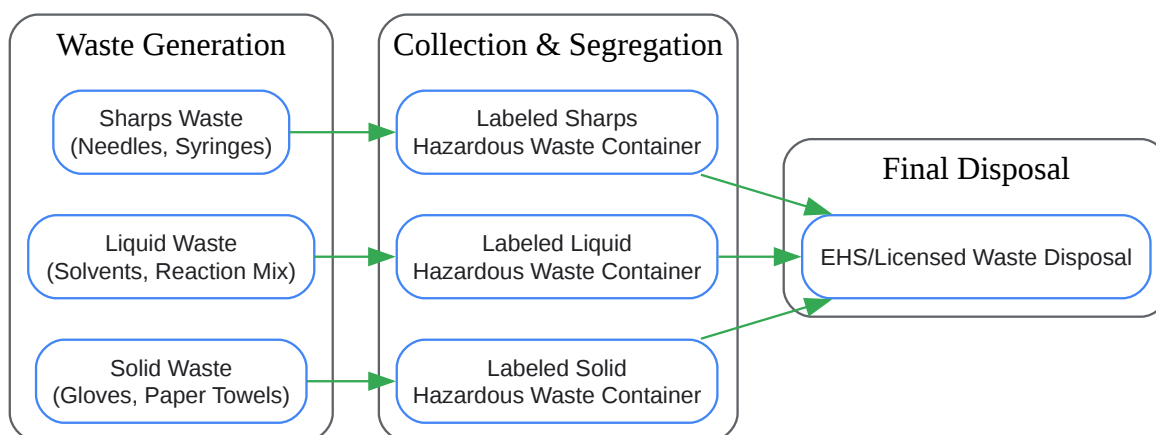 Waste Generation
Sharps Waste
(Needles, Syringes)
Liquid Waste
(Solvents, Reaction Mix)
Solid Waste
(Gloves, Paper Towels)
Collection & Segregation
Labeled Sharps
Hazardous Waste Container
Labeled Liquid
Hazardous Waste Container
Labeled Solid
Hazardous Waste Container
Final Disposal
EHS/Licensed Waste Disposal